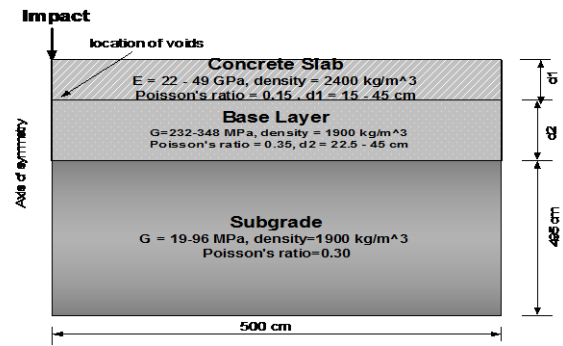 Impact
location of voids
Concrete Slab
E = 22 - 49 GPa, density = 2400 kg/m^3
Poisson's ratio = 0.15 , d1 = 15 - 45 cm
d1
Base Layer
G=232-348 MPa, density = 1900 kg/m^3
Poisson's ratio = 0.35, d2 = 22.5 - 45 cm
d2
Axis of symmetry
Subgrade
G = 19-96 MPa, density=1900 kg/m^3
Poisson's ratio=0.30
495 cm
500 cm